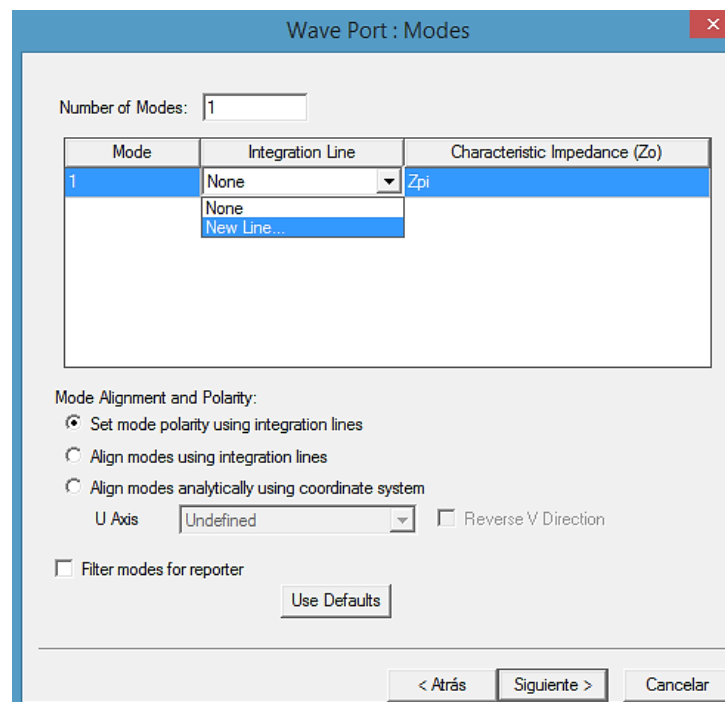 Wave Port : Modes
Number of Modes: 1
Mode Integration Line Characteristic Impedance (Zo)
1 None Zpi
None
New Line...
Mode Alignment and Polarity:
Set mode polarity using integration lines
Align modes using integration lines
Align modes analytically using coordinate system
U Axis Undefined Reverse V Direction
Filter modes for reporter
Use Defaults
< Atrás Siguiente > Cancelar